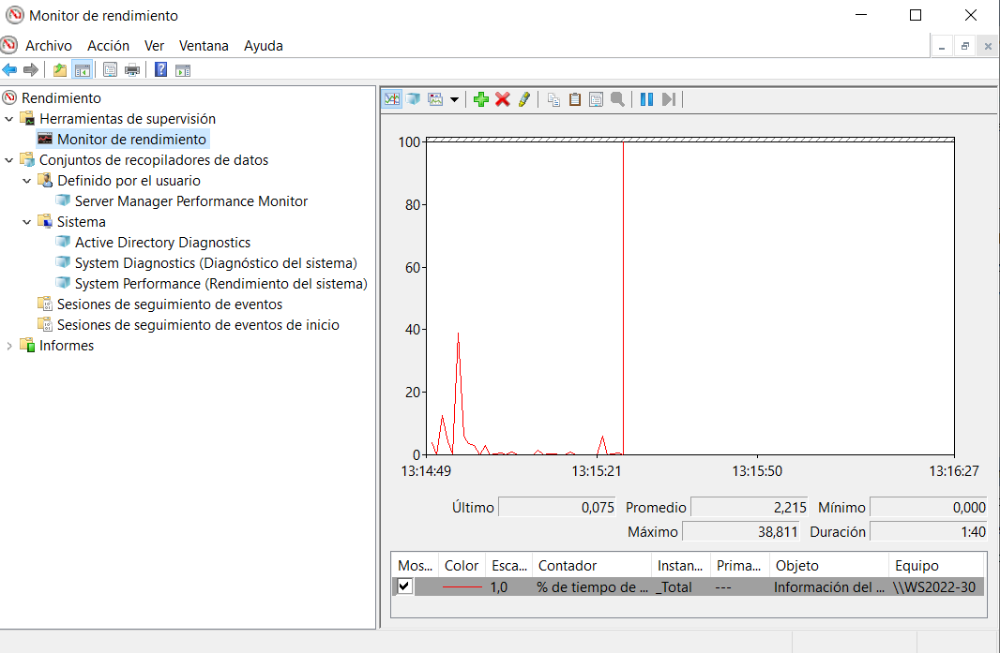 Monitor de rendimiento
Archivo Acción Ver Ventana Ayuda
Rendimiento
Herramientas de supervisión
Monitor de rendimiento
Conjuntos de recopiladores de datos
Definido por el usuario
Server Manager Performance Monitor
Sistema
Active Directory Diagnostics
System Diagnostics (Diagnóstico del sistema)
System Performance (Rendimiento del sistema)
Sesiones de seguimiento de eventos
Sesiones de seguimiento de eventos de inicio
Informes
100
80
60
40
20
0
13:14:49 13:15:21 13:15:50 13:16:27
Último 0,075 Promedio 2,215 Mínimo 0,000
Máximo 38,811 Duración 1:40
Mos... Color Esca... Contador Instan... Prima... Objeto Equipo
1,0 % de tiempo de ... _Total --- Información del ... \\WS2022-30